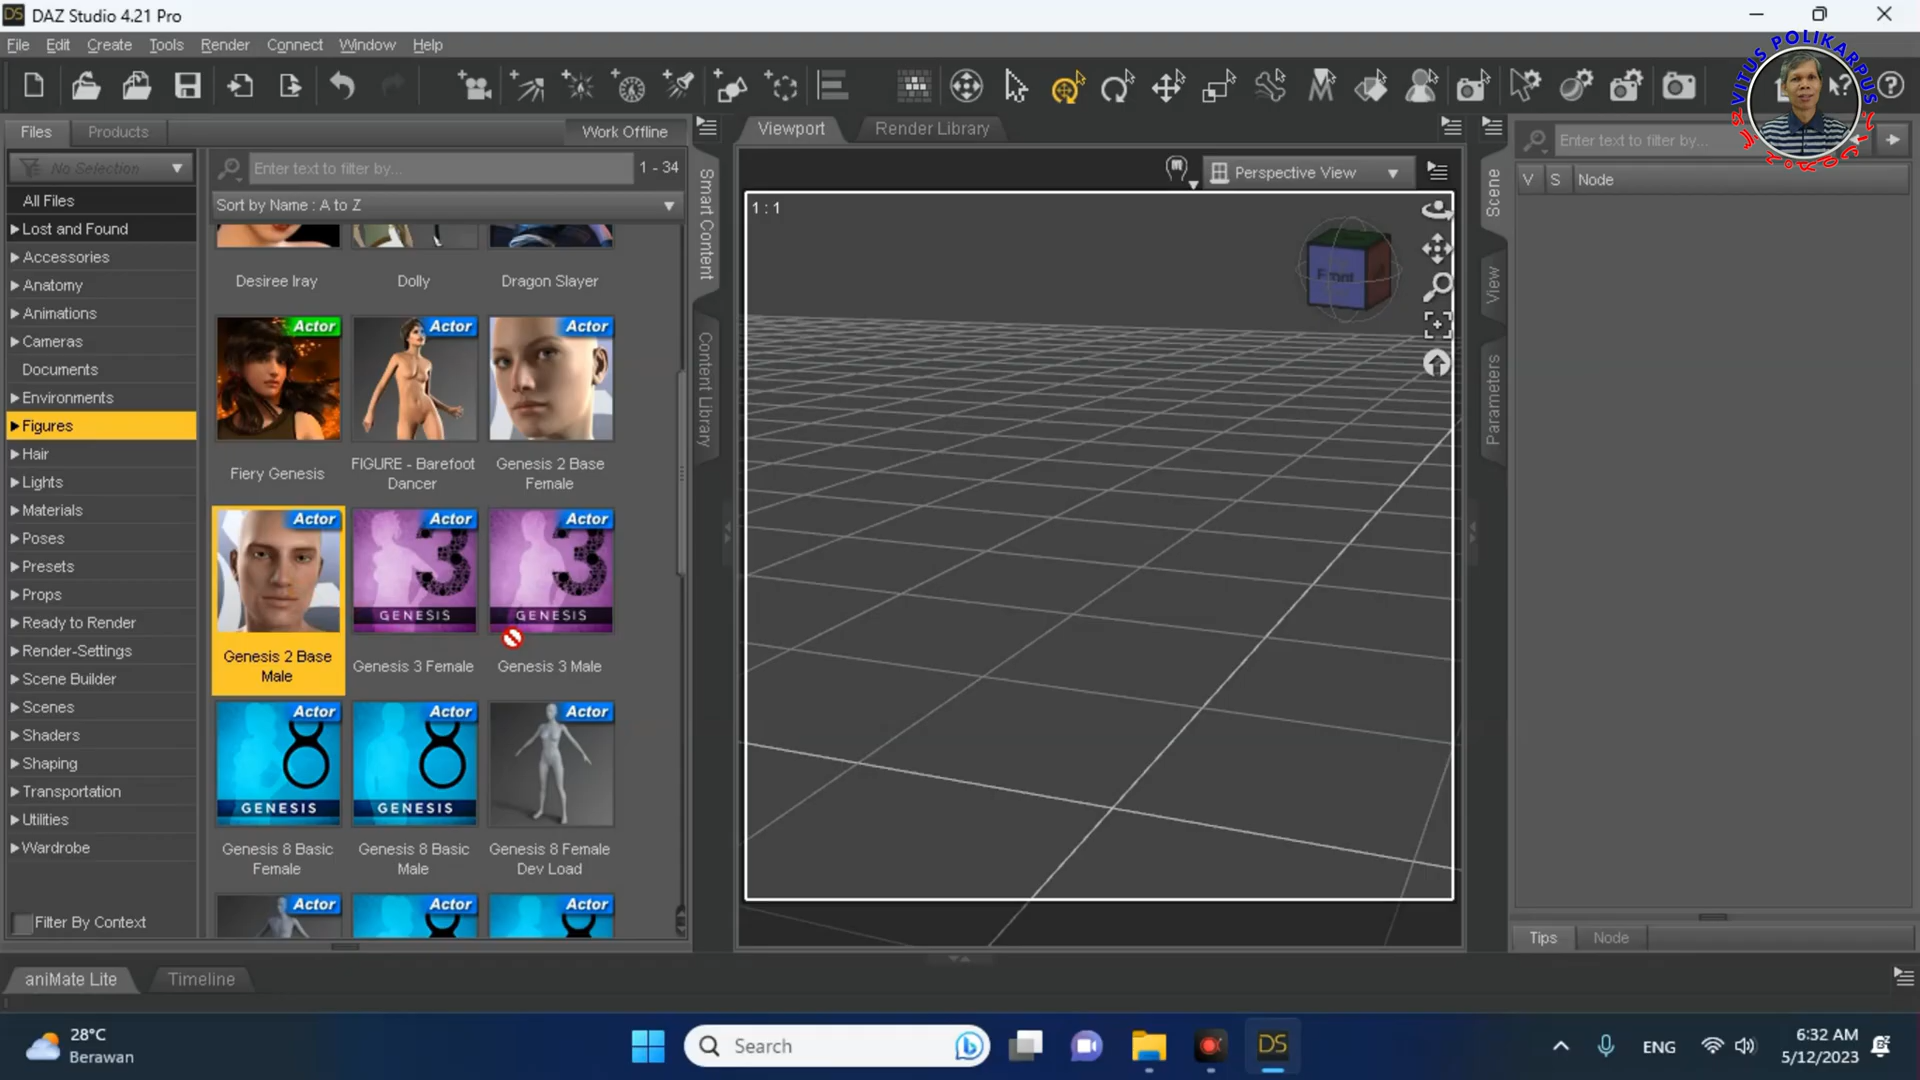 DS DAZ Studio 4.21 Pro
File Edit Create Tools Render Connect Window Help
VITUS POLIKARPUS
Files Products Work Offline
Viewport Render Library
No Selection
Enter text to filter by... 1 - 34
Perspective View
Enter text to filter by...
Sort by Name : A to Z
V S Node
1 : 1
Front
All Files
Lost and Found
Accessories
Anatomy
Animations
Cameras
Documents
Environments
Figures
Hair
Lights
Materials
Poses
Presets
Props
Ready to Render
Render-Settings
Scene Builder
Scenes
Shaders
Shaping
Transportation
Utilities
Wardrobe
Filter By Context
Desiree Iray
Dolly
Dragon Slayer
Actor
Actor
Actor
Fiery Genesis
FIGURE - Barefoot
Dancer
Genesis 2 Base
Female
Actor
Actor
3
GENESIS
Actor
3
GENESIS
Genesis 2 Base
Male
Genesis 3 Female
Genesis 3 Male
Actor
8
GENESIS
Actor
8
GENESIS
Actor
Genesis 8 Basic
Female
Genesis 8 Basic
Male
Genesis 8 Female
Dev Load
Actor
Actor
Actor
Smart Content
Content Library
Scene
View
Parameters
Tips Node
aniMate Lite Timeline
28°C
Berawan
Search
DS
ENG
6:32 AM
5/12/2023